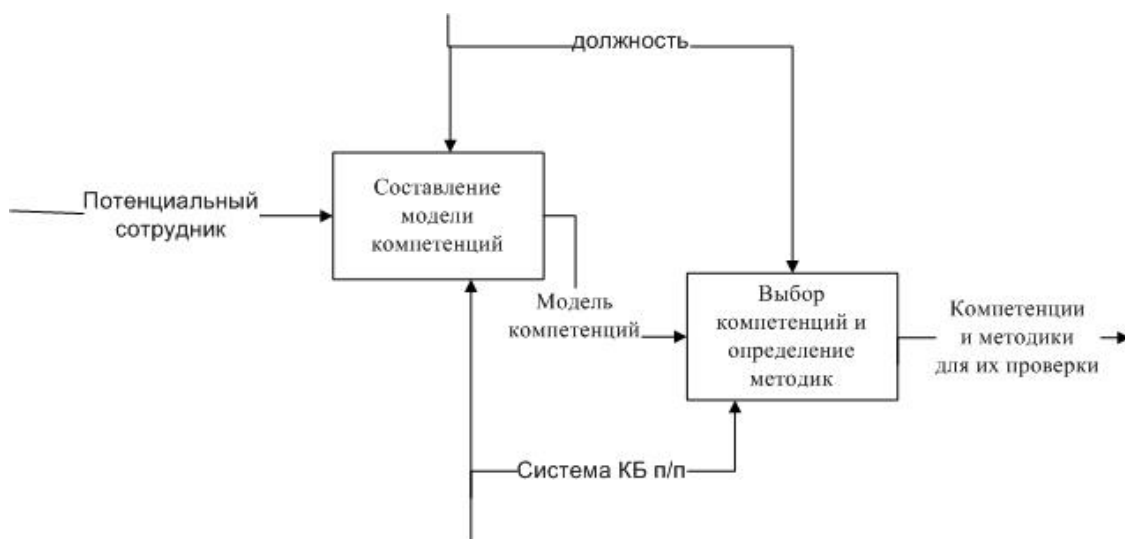 должность
Потенциальный
сотрудник
Составление
модели
компетенций
Модель
компетенций
Выбор
компетенций и
определение
методик
Компетенции
и методики
для их проверки
Система КБ п/п